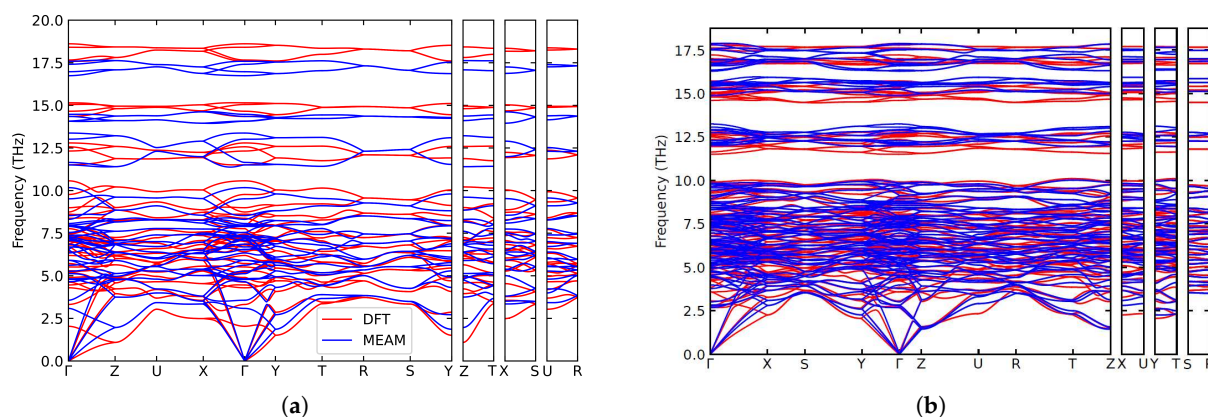 20.0
17.5
15.0
12.5
10.0
7.5
5.0
2.5
0.0
Frequency (THz)
DFT
MEAM
Γ Z U X Γ Y T R S Y Z T X S U R
(a)
17.5
15.0
12.5
10.0
7.5
5.0
2.5
0.0
Frequency (THz)
Γ X S Y Γ Z U R T Z X U Y T S R
(b)